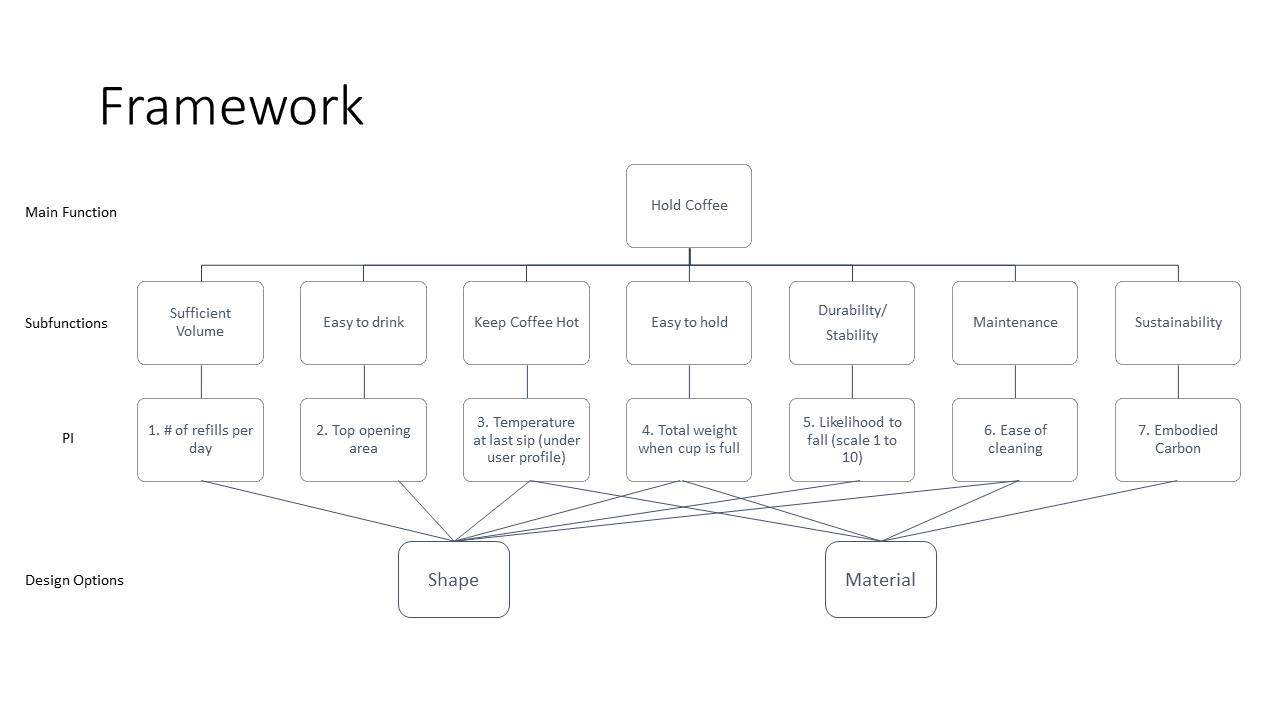 Framework
Main Function
Hold Coffee
Subfunctions
Sufficient
Volume
Easy to drink
Keep Coffee Hot
Easy to hold
Durability/
Stability
Maintenance
Sustainability
PI
1. # of refills per
day
2. Top opening
area
3. Temperature
at last sip (under
user profile)
4. Total weight
when cup is full
5. Likelihood to
fall (scale 1 to
10)
6. Ease of
cleaning
7. Embodied
Carbon
Design Options
Shape
Material